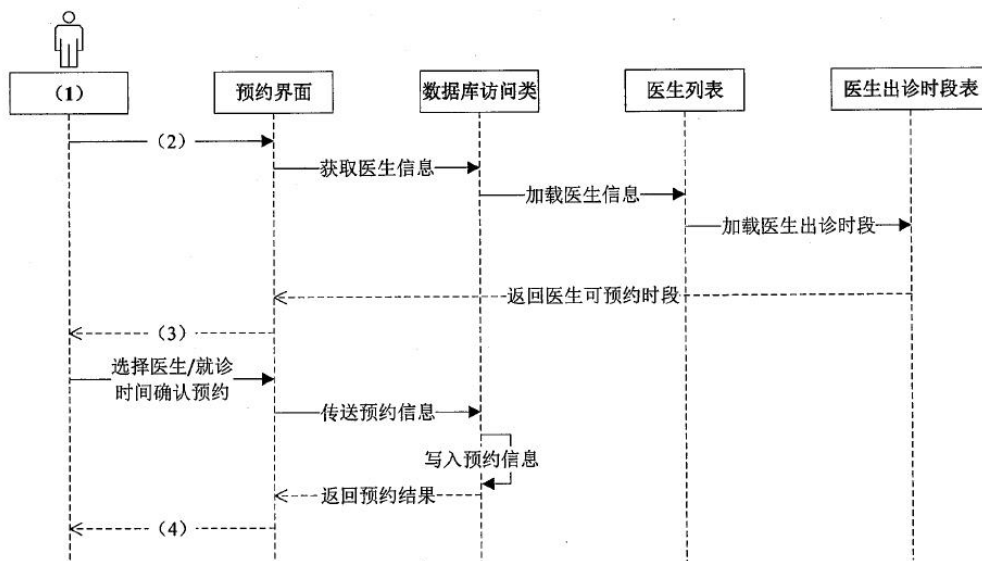 （1）
预约界面
数据库访问类
医生列表
医生出诊时段表
（2）
获取医生信息
加载医生信息
加载医生出诊时段
返回医生可预约时段
（3）
选择医生/就诊
时间确认预约
传送预约信息
写入预约信息
返回预约结果
（4）